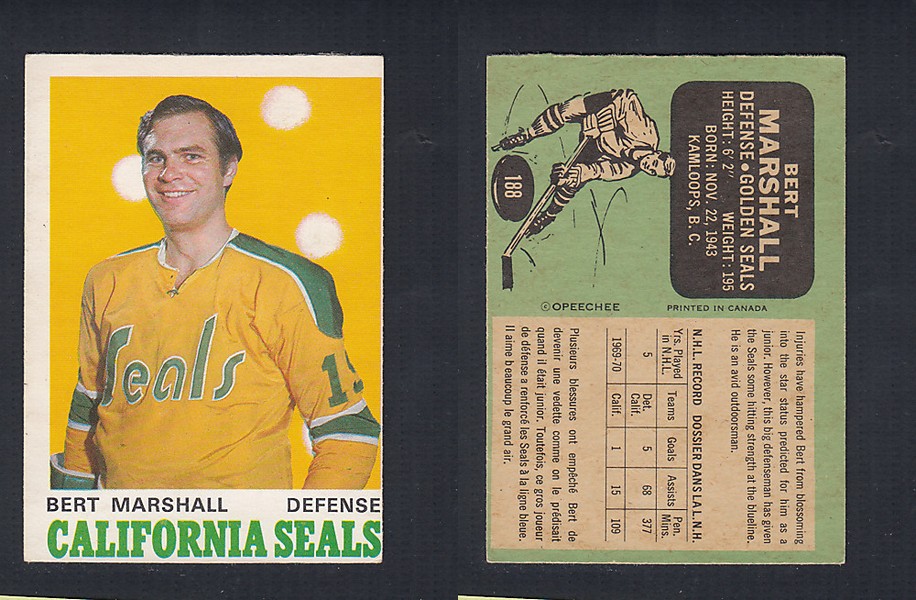 Seals
BERT MARSHALL DEFENSE
CALIFORNIA SEALS
188
BERT
MARSHALL
DEFENSE • GOLDEN SEALS
HEIGHT: 6' 2" WEIGHT: 195
BORN: NOV. 22, 1943
KAMLOOPS, B. C.
© OPEECHEE PRINTED IN CANADA
Injuries have hampered Bert from blossoming
into the star status predicted for him as a
junior. However, this big defenseman has given
the Seals some hitting strength at the blueline.
He is an avid outdoorsman.
N.H.L. RECORD DOSSIER DANS LA L.N.H.
Yrs. Played in N.H.L. Teams Goals Assists Pen. Mins.
5 Det. Calif. 5 68 377
1969-70 Calif. 1 15 109
Plusieurs blessures ont empêché Bert de
devenir une vedette comme on le prédisait
quand il était junior. Toutefois, ce gros joueur
de défense a renforcé les Seals à la ligne bleue.
Il aime beaucoup le grand air.